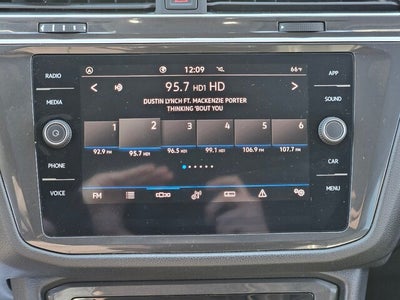 RADIO
MEDIA
PHONE
VOICE
12:09
66°F
95.7 HD1 HD
DUSTIN LYNCH FT. MACKENZIE PORTER
THINKING 'BOUT YOU
1 2 3 4 5 6
92.9 FM 95.7 HD1 96.5 HD1 99.1 HD1 106.9 FM 107.7 FM
FM
APP
SOUND
CAR
MENU